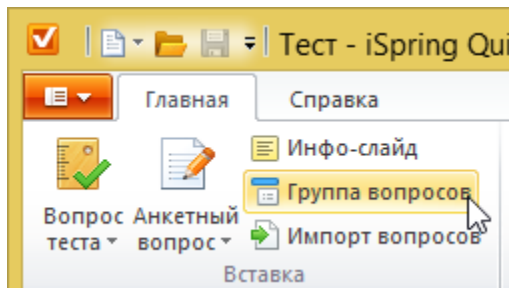 Тест - iSpring Qui
Главная Справка
Инфо-слайд
Группа вопросов
Вопрос теста
Анкетный вопрос
Импорт вопросов
Вставка